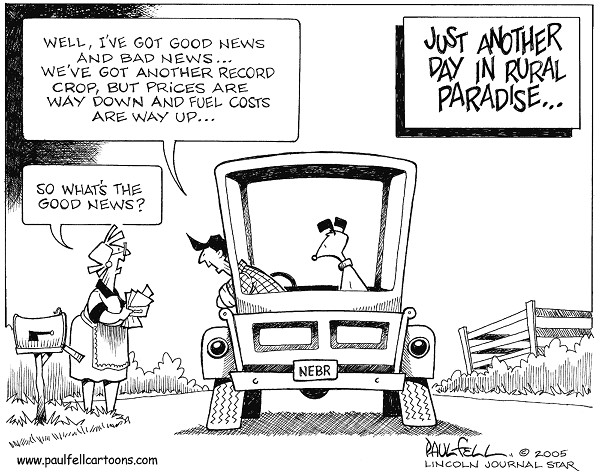 JUST ANOTHER
DAY IN RURAL
PARADISE...
WELL, I'VE GOT GOOD NEWS
AND BAD NEWS...
WE'VE GOT ANOTHER RECORD
CROP, BUT PRICES ARE
WAY DOWN AND FUEL COSTS
ARE WAY UP...
SO WHAT'S THE
GOOD NEWS?
NEBR
www.paulfellcartoons.com
PAUL FELL © 2005
LINCOLN JOURNAL STAR